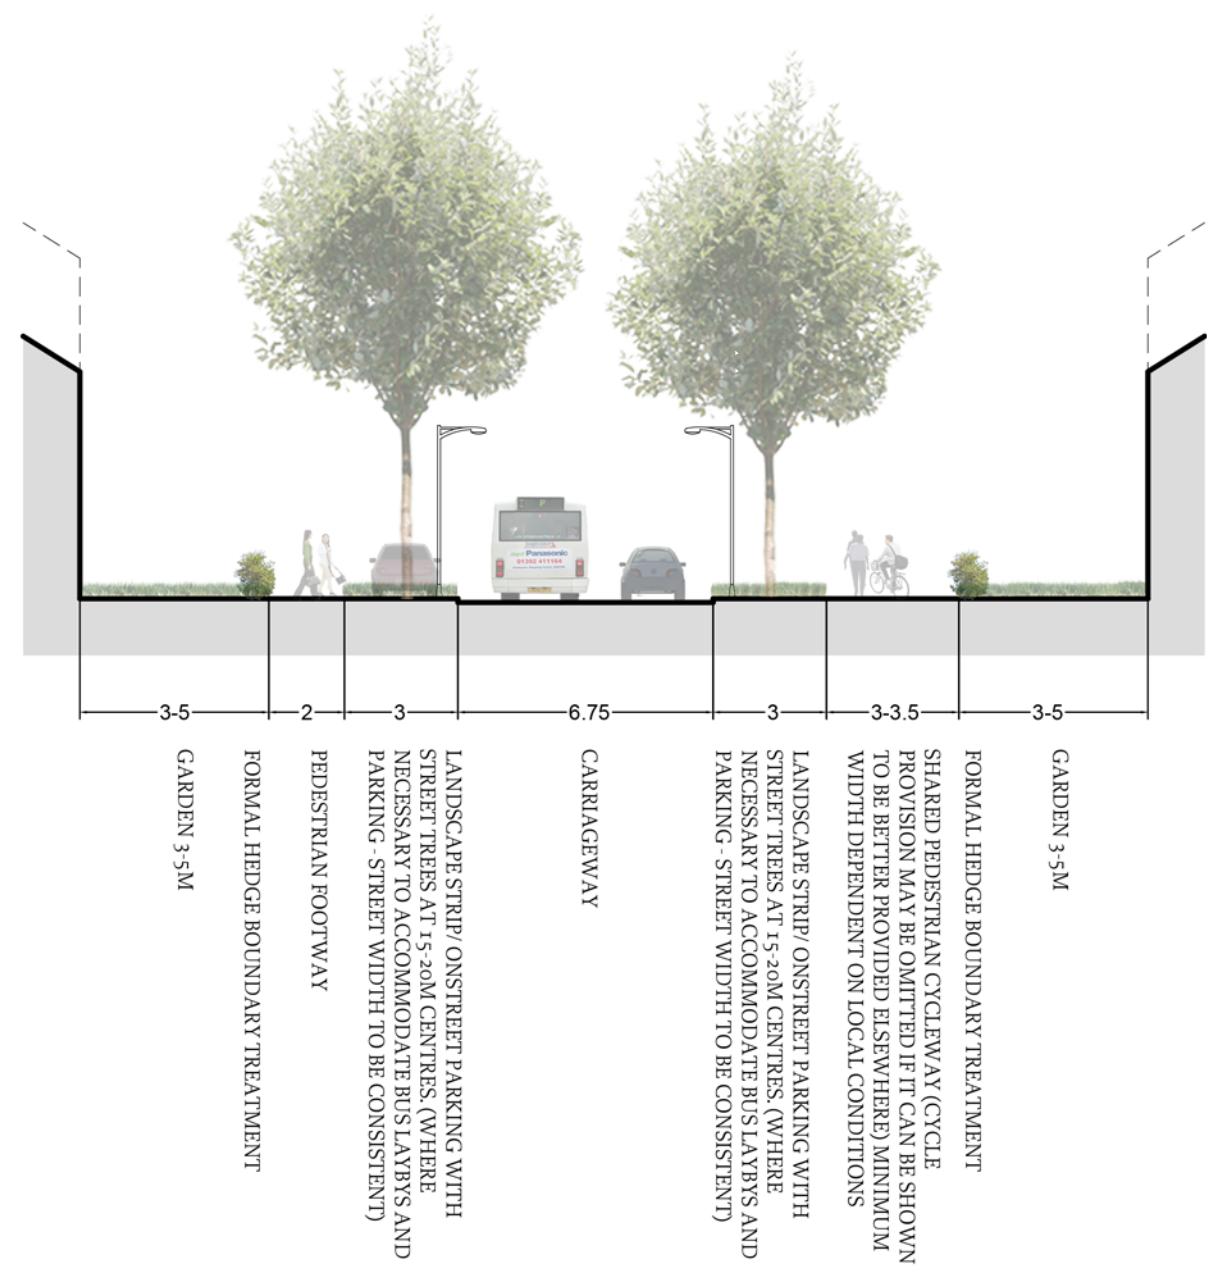 P
Panasonic
01392 411164
3-5
2
3
6.75
3
3-3.5
3-5
GARDEN 3-5M
FORMAL HEDGE BOUNDARY TREATMENT
PEDESTRIAN FOOTWAY
LANDSCAPE STRIP/ ONSTREET PARKING WITH
STREET TREES AT 15-20M CENTRES. (WHERE
NECESSARY TO ACCOMMODATE BUS LAYBYS AND
PARKING - STREET WIDTH TO BE CONSISTENT)
CARRIAGEWAY
LANDSCAPE STRIP/ ONSTREET PARKING WITH
STREET TREES AT 15-20M CENTRES. (WHERE
NECESSARY TO ACCOMMODATE BUS LAYBYS AND
PARKING - STREET WIDTH TO BE CONSISTENT)
SHARED PEDESTRIAN CYCLEWAY (CYCLE
PROVISION MAY BE OMITTED IF IT CAN BE SHOWN
TO BE BETTER PROVIDED ELSEWHERE) MINIMUM
WIDTH DEPENDENT ON LOCAL CONDITIONS
FORMAL HEDGE BOUNDARY TREATMENT
GARDEN 3-5M